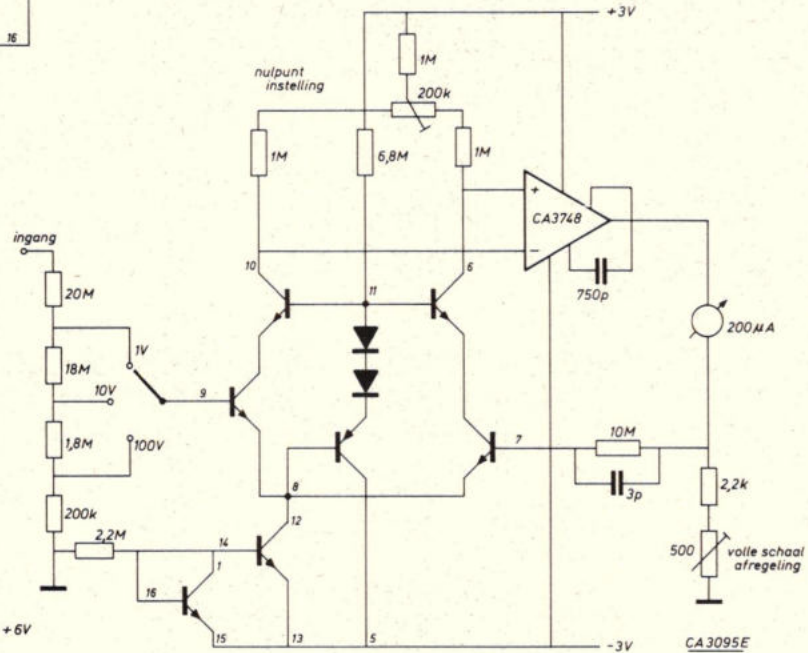 16
+3V
1M
nulpunt
instelling
200k
1M
6,8M
1M
+
CA3748
-
ingang
10
6
20M
11
750p
1V
200µA
18M
9
10V
10M
7
1,8M
100V
3p
2,2k
8
200k
12
2,2M
14
500
volle schaal
afregeling
1
16
+6V
15
13
5
-3V
CA3095E